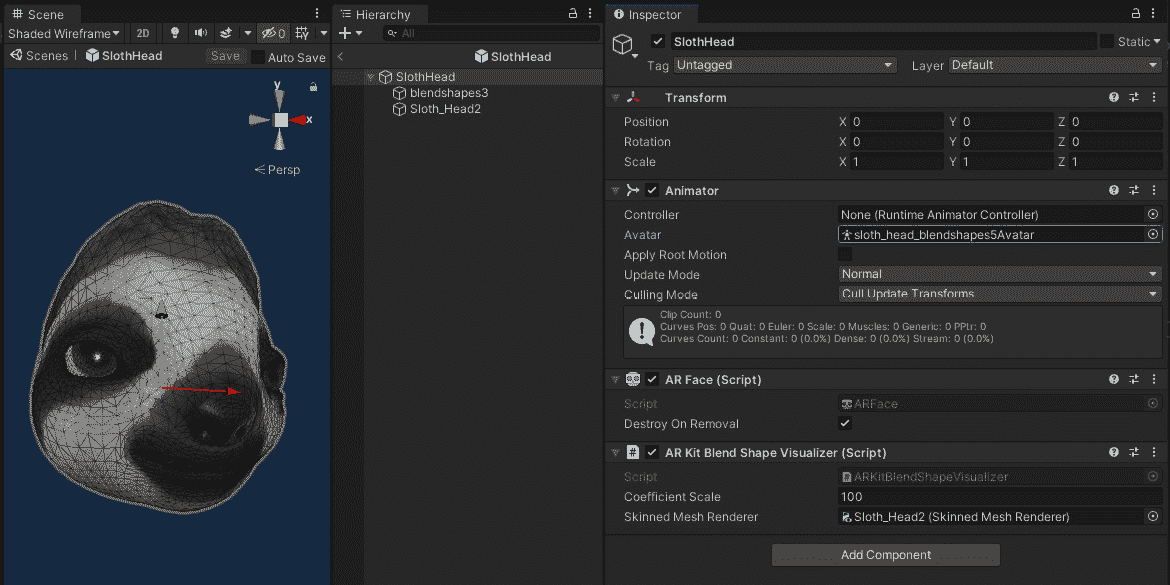 Scene
Shaded Wireframe
2D
0
Scenes
SlothHead
Save
Auto Save
y
x
Persp
Hierarchy
All
SlothHead
SlothHead
blendshapes3
Sloth_Head2
Inspector
SlothHead
Static
Tag Untagged Layer Default
Transform
Position X 0 Y 0 Z 0
Rotation X 0 Y 0 Z 0
Scale X 1 Y 1 Z 1
Animator
Controller None (Runtime Animator Controller)
Avatar sloth_head_blendshapes5Avatar
Apply Root Motion
Update Mode Normal
Culling Mode Cull Update Transforms
Clip Count: 0
Curves Pos: 0 Quat: 0 Euler: 0 Scale: 0 Muscles: 0 Generic: 0 PPtr: 0
Curves Count: 0 Constant: 0 (0.0%) Dense: 0 (0.0%) Stream: 0 (0.0%)
AR Face (Script)
Script ARFace
Destroy On Removal
# AR Kit Blend Shape Visualizer (Script)
Script ARKitBlendShapeVisualizer
Coefficient Scale 100
Skinned Mesh Renderer Sloth_Head2 (Skinned Mesh Renderer)
Add Component